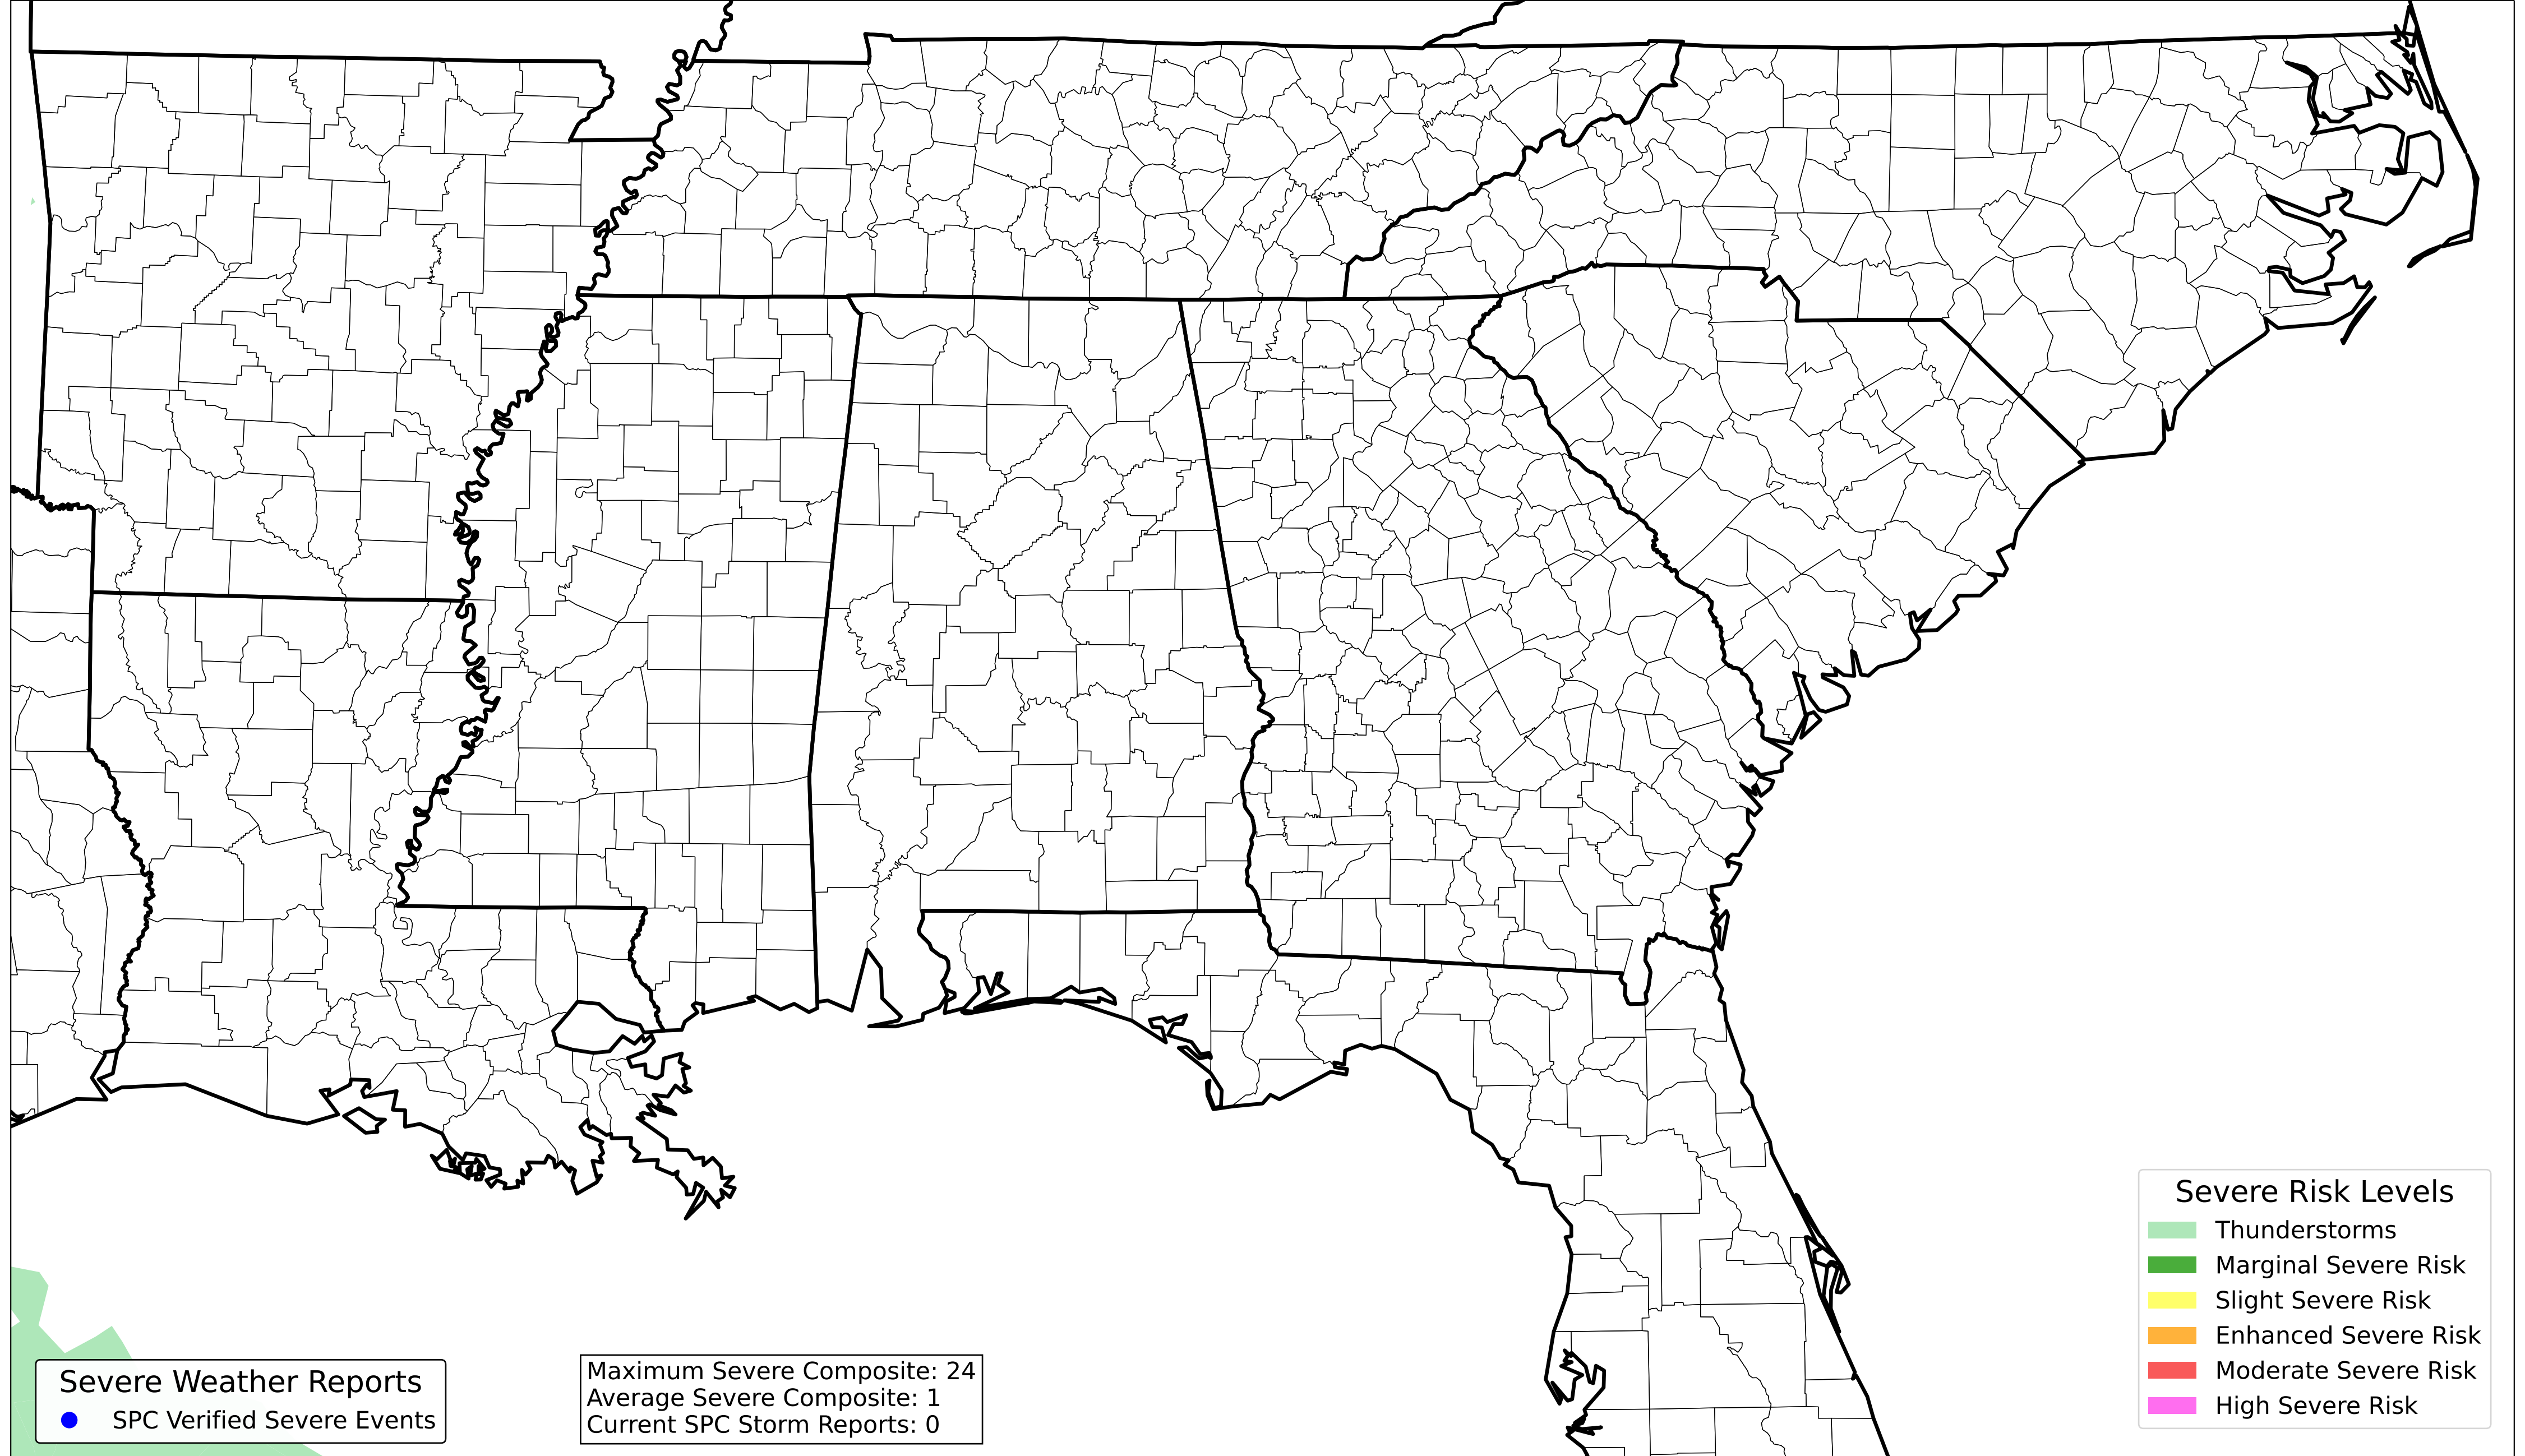 Severe Weather Reports
SPC Verified Severe Events
Maximum Severe Composite: 24
Average Severe Composite: 1
Current SPC Storm Reports: 0
Severe Risk Levels
Thunderstorms
Marginal Severe Risk
Slight Severe Risk
Enhanced Severe Risk
Moderate Severe Risk
High Severe Risk